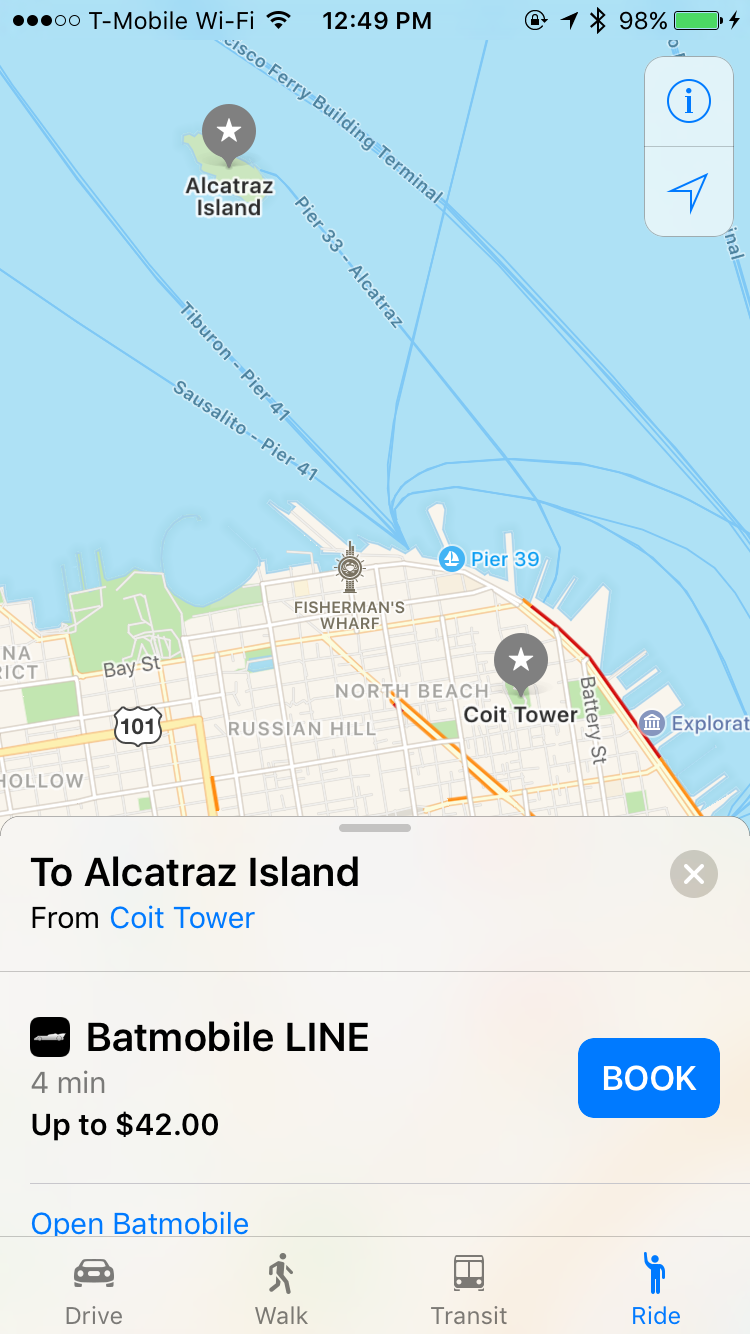 T-Mobile Wi-Fi 12:49 PM 98%
cisco Ferry Building Terminal
Alcatraz
Island
Pier 33 - Alcatraz
inal
Tiburon - Pier 41
Sausalito - Pier 41
Pier 39
FISHERMAN'S
WHARF
NA
RICT
Bay St
NORTH BEACH
Coit Tower
Battery St
101
RUSSIAN HILL
Explorat
HOLLOW
To Alcatraz Island
From Coit Tower
Batmobile LINE
4 min
BOOK
Up to $42.00
Open Batmobile
Drive Walk Transit Ride